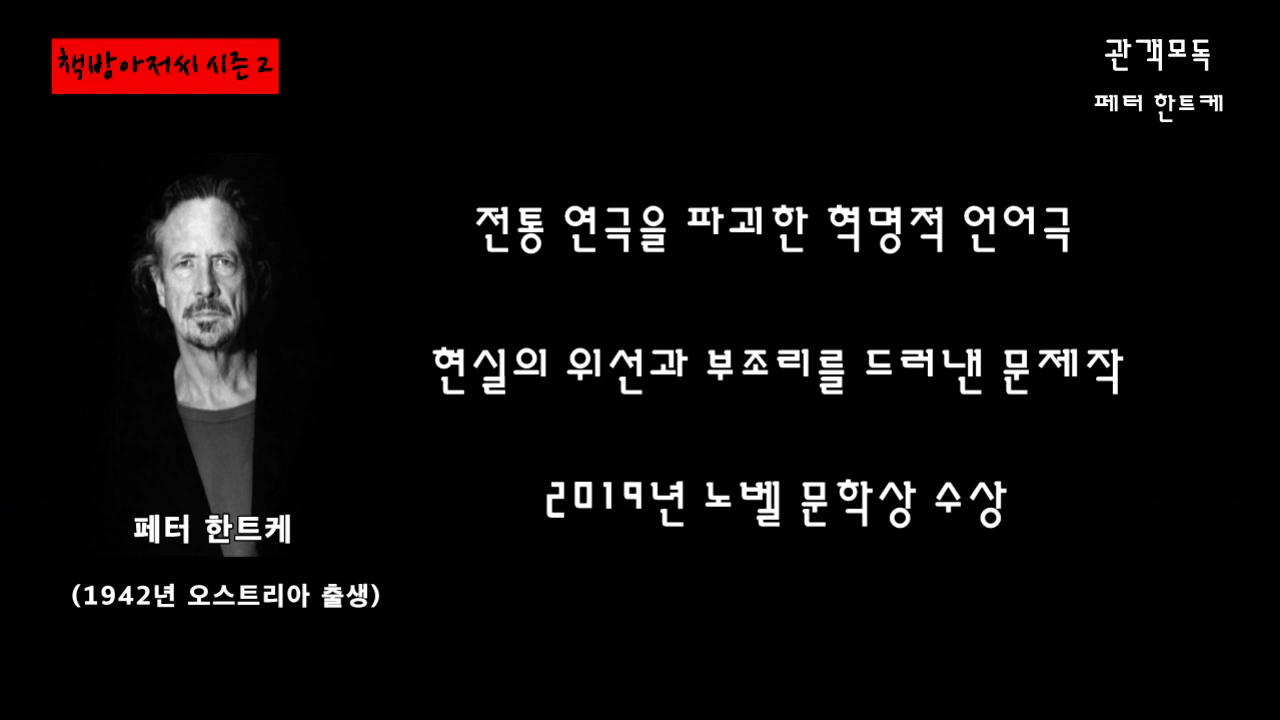 책방아저씨 시즌 2
관객모독
페터 한트케
전통 연극을 파괴한 혁명적 언어극
현실의 위선과 부조리를 드러낸 문제작
2019년 노벨 문학상 수상
페터 한트케
(1942년 오스트리아 출생)